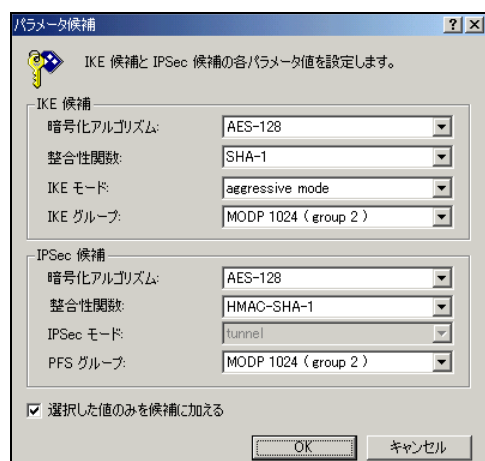 パラメータ候補
IKE 候補と IPSec 候補の各パラメータ値を設定します。
IKE 候補
暗号化アルゴリズム: AES-128
整合性関数: SHA-1
IKE モード: aggressive mode
IKE グループ: MODP 1024 ( group 2 )
IPSec 候補
暗号化アルゴリズム: AES-128
整合性関数: HMAC-SHA-1
IPSec モード: tunnel
PFS グループ: MODP 1024 ( group 2 )
選択した値のみを候補に加える
OK キャンセル